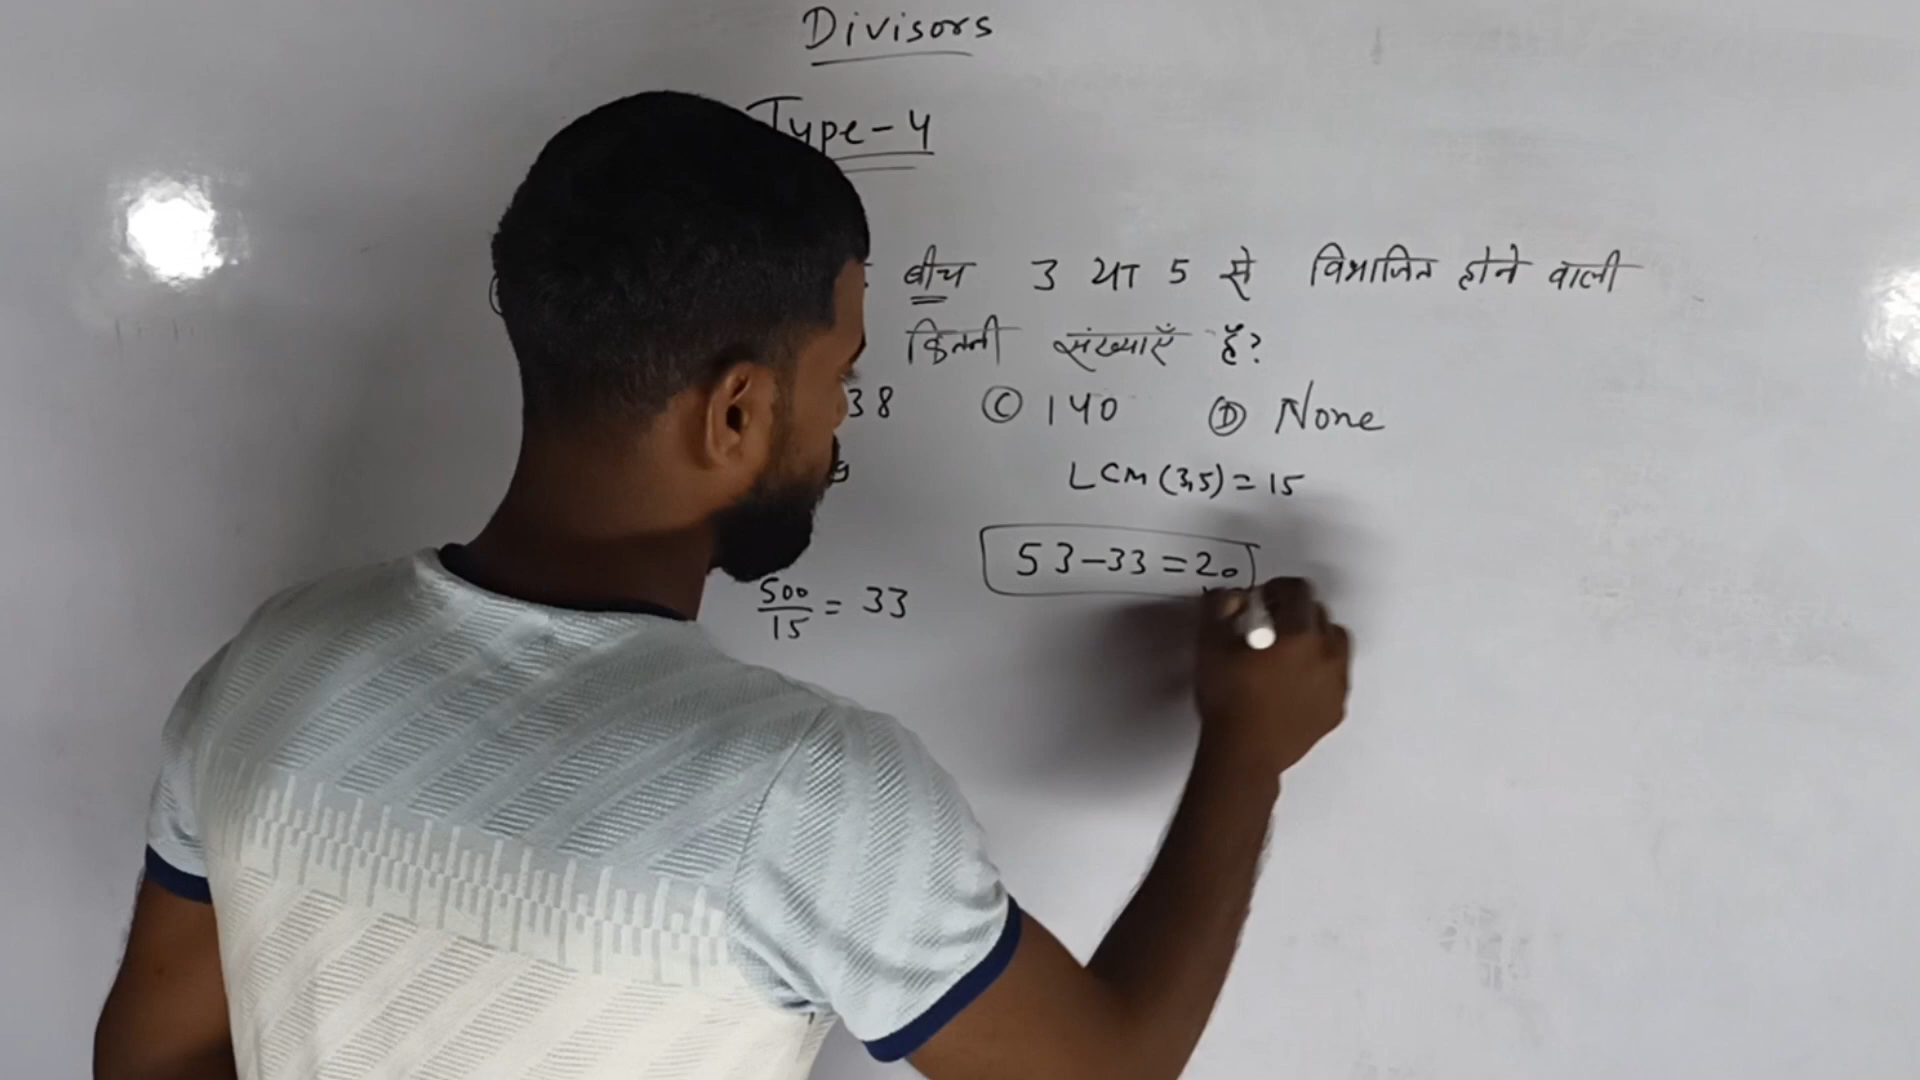 Divisors
Type-4
बीच 3 या 5 से विभाजित होने वाली
कितनी संख्याएँ हैं?
38 Ⓒ 140 Ⓓ None
9 LCM (3,5) = 15
53-33=20
500/15 = 33